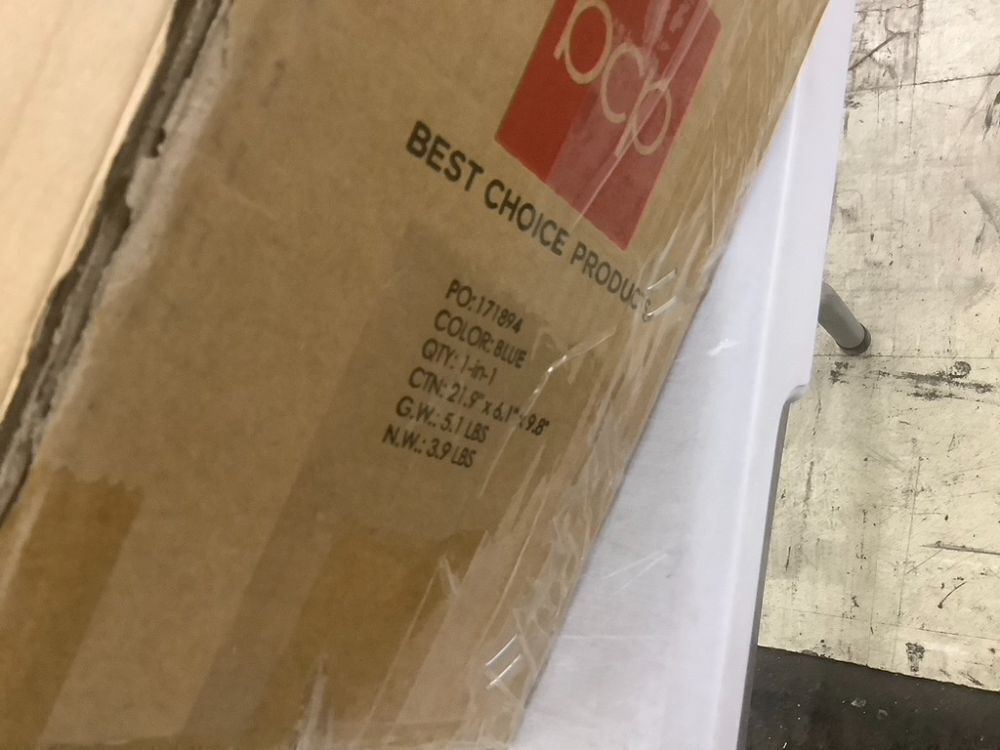 bcp
BEST CHOICE PRODUCTS
PO:171894
COLOR: BLUE
QTY: 1-in-1
CTN: 21.9" x 6.1" x 9.8"
G.W.: 5.1 LBS
N.W.: 3.9 LBS